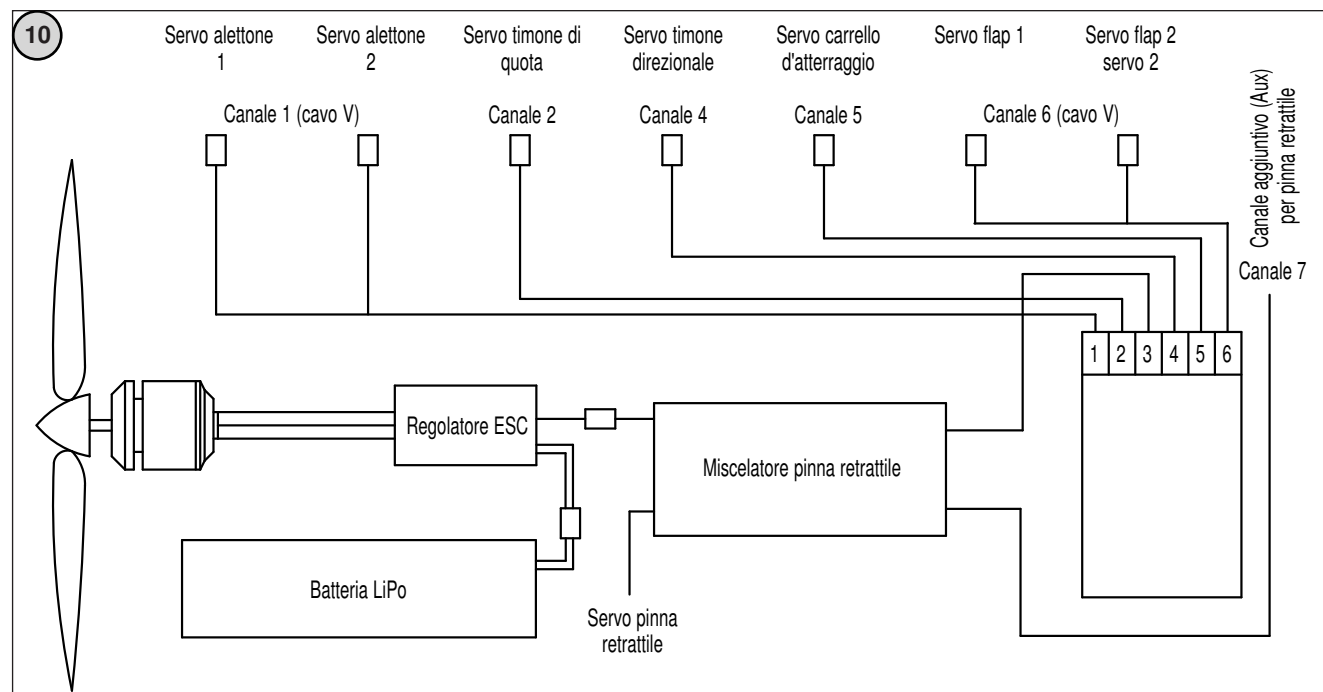 10
Servo alettone
1
Servo alettone
2
Servo timone di
quota
Servo timone
direzionale
Servo carrello
d'atterraggio
Servo flap 1
Servo flap 2
servo 2
Canale 1 (cavo V)
Canale 2
Canale 4
Canale 5
Canale 6 (cavo V)
Canale aggiuntivo (Aux)
per pinna retrattile
Canale 7
1 2 3 4 5 6
Regolatore ESC
Miscelatore pinna retrattile
Batteria LiPo
Servo pinna
retrattile